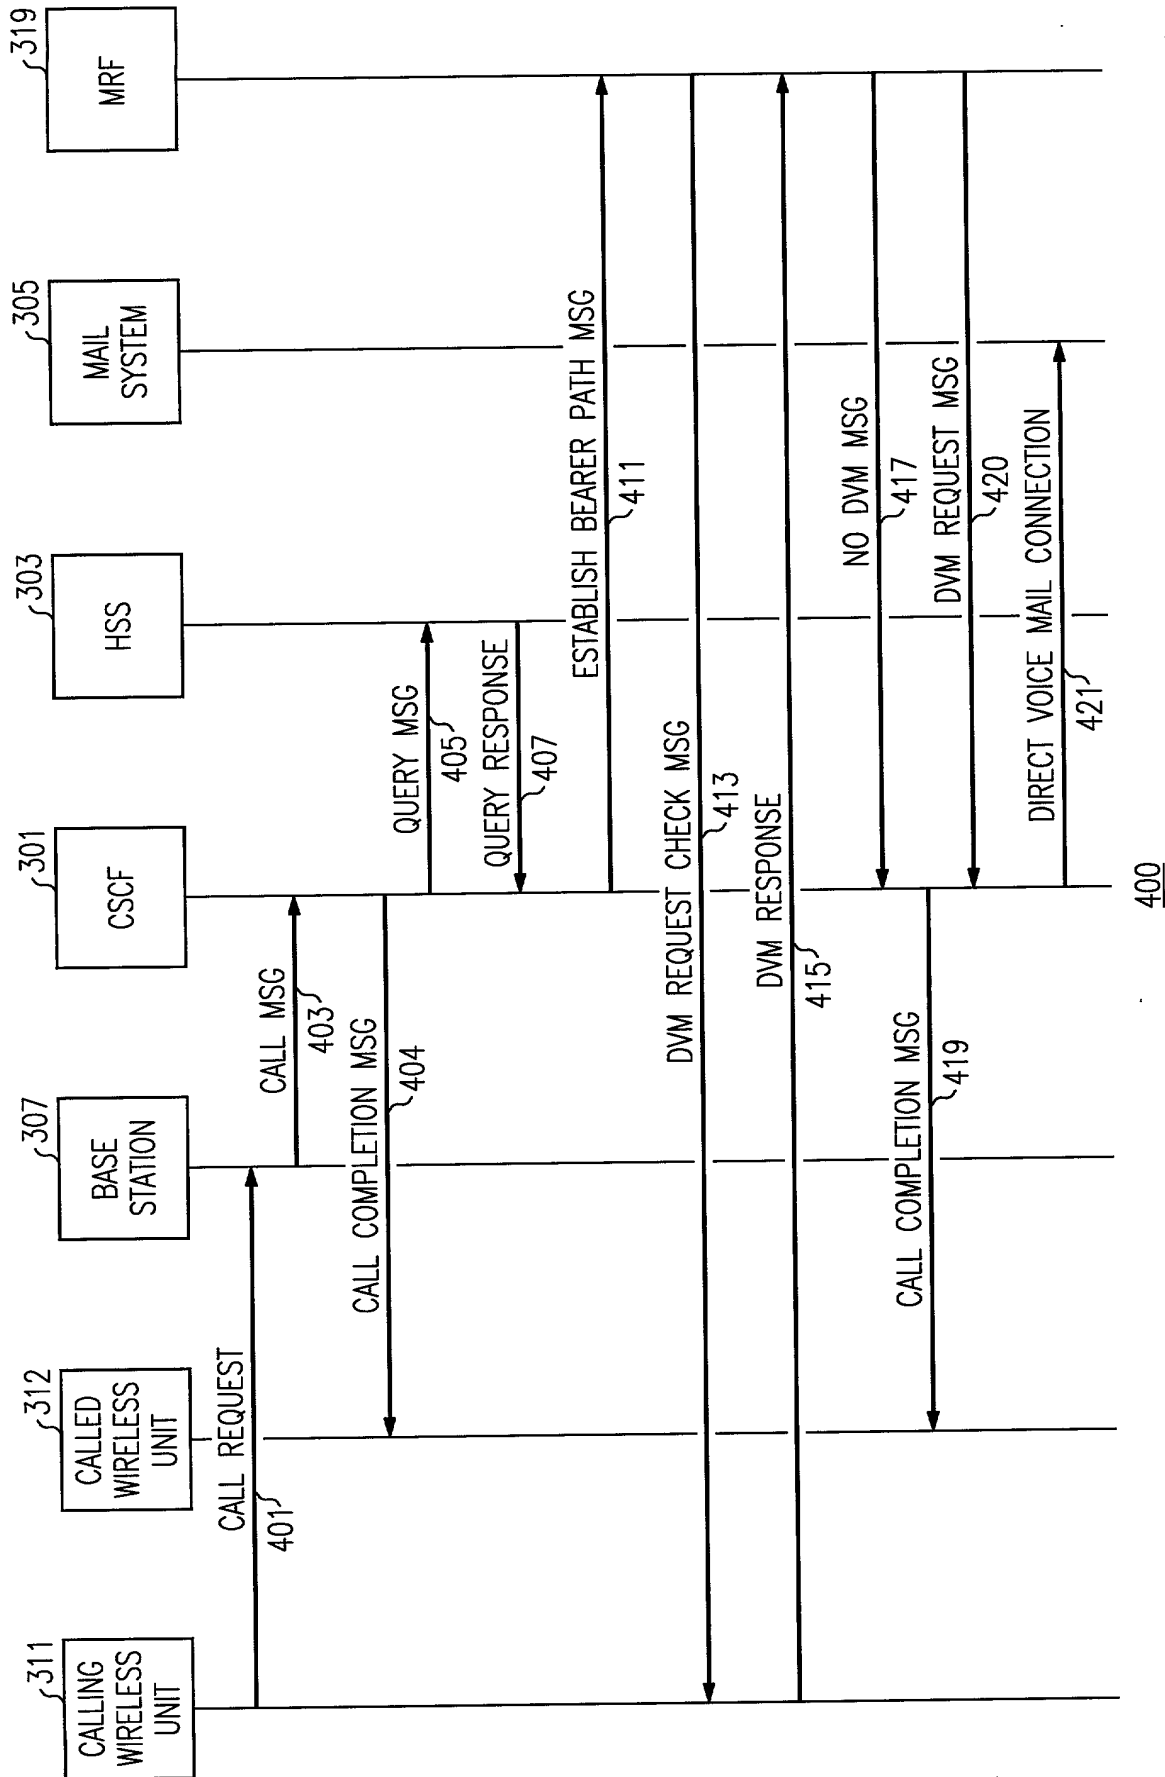 311
CALLING
WIRELESS
UNIT
312
CALLED
WIRELESS
UNIT
307
BASE
STATION
301
CSCF
303
HSS
305
MAIL
SYSTEM
319
MRF
CALL REQUEST
401
CALL MSG
403
CALL COMPLETION MSG
404
QUERY MSG
405
QUERY RESPONSE
407
ESTABLISH BEARER PATH MSG
411
DVM REQUEST CHECK MSG
413
DVM RESPONSE
415
NO DVM MSG
417
CALL COMPLETION MSG
419
DVM REQUEST MSG
420
DIRECT VOICE MAIL CONNECTION
421
400